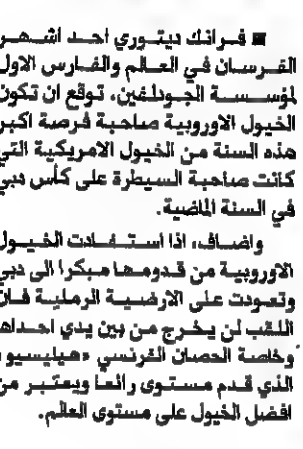 ■ فرانك ديتوري احد اشهر
الفرسان في العالم والفارس الاول
لمؤسسة الجودلفين، توقع ان تكون
الخيول الاوروبية صاحبة فرصة اكبر
هذه السنة من الخيول الامريكية التي
كانت صاحبة السيطرة على كأس دبي
في السنة الماضية.
واضاف، اذا استفادت الخيول
الاوروبية من قدومها مبكرا الى دبي
وتعودت على الارضية الرملية فان
اللقب لن يخرج من بين يدي احداها
وخاصة الحصان الفرنسي «هيليسيو»
الذي قدم مستوى رائعا ويعتبر من
افضل الخيول على مستوى العالم.